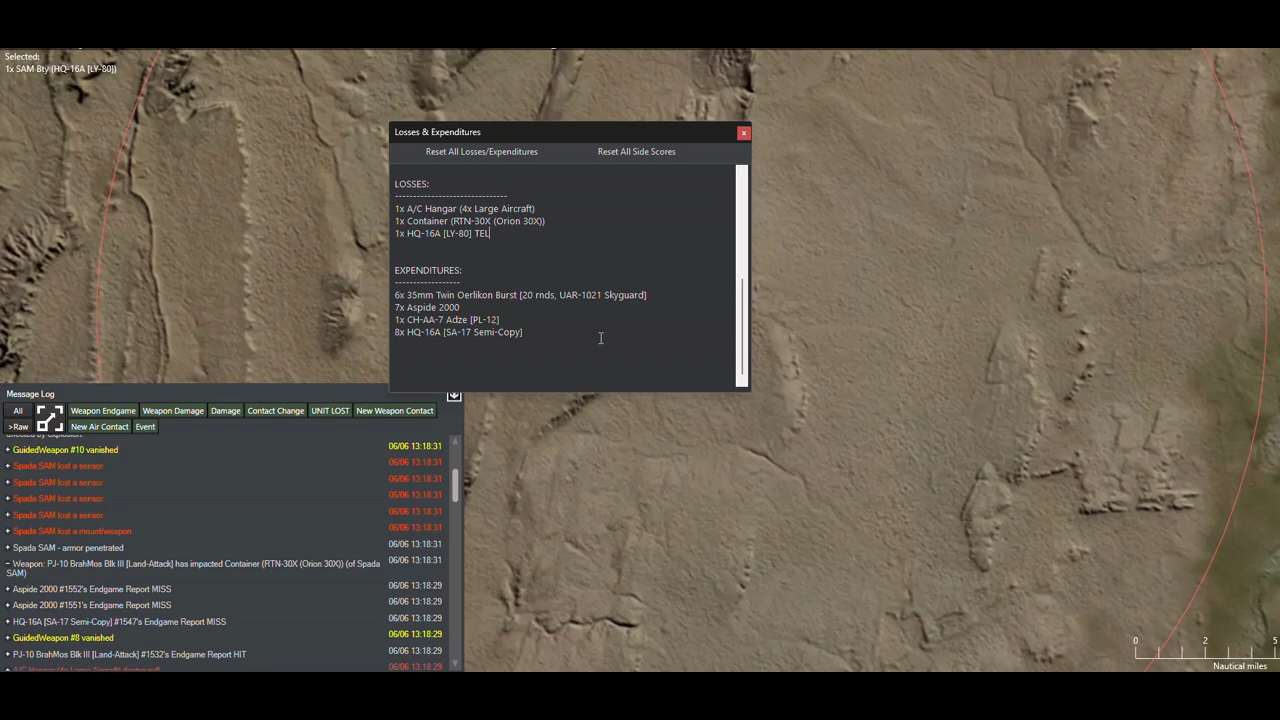 Selected:
1x SAM Bty (HQ-16A [LY-80])
Losses & Expenditures
x
Reset All Losses/Expenditures
Reset All Side Scores
LOSSES:
-------------------------------
1x A/C Hangar (4x Large Aircraft)
1x Container (RTN-30X (Orion 30X))
1x HQ-16A [LY-80] TEL
EXPENDITURES:
------------------
6x 35mm Twin Oerlikon Burst [20 rnds, UAR-1021 Skyguard]
7x Aspide 2000
1x CH-AA-7 Adze [PL-12]
8x HQ-16A [SA-17 Semi-Copy]
Message Log
All Weapon Endgame Weapon Damage Damage Contact Change UNIT LOST New Weapon Contact
>Raw New Air Contact Event
+ GuidedWeapon #10 vanished 06/06 13:18:31
+ Spada SAM lost a sensor 06/06 13:18:31
+ Spada SAM lost a sensor 06/06 13:18:31
+ Spada SAM lost a sensor 06/06 13:18:31
+ Spada SAM lost a sensor 06/06 13:18:31
+ Spada SAM lost a mount/weapon 06/06 13:18:31
+ Spada SAM - armor penetrated 06/06 13:18:31
– Weapon: PJ-10 BrahMos Blk III [Land-Attack] has impacted Container (RTN-30X (Orion 30X)) (of Spada 06/06 13:18:31
SAM)
+ Aspide 2000 #1552's Endgame Report MISS 06/06 13:18:29
+ Aspide 2000 #1551's Endgame Report MISS 06/06 13:18:29
+ HQ-16A [SA-17 Semi-Copy] #1547's Endgame Report MISS 06/06 13:18:29
+ GuidedWeapon #8 vanished 06/06 13:18:29
+ PJ-10 BrahMos Blk III [Land-Attack] #1532's Endgame Report HIT 06/06 13:18:29
+ A/C Hangar (4x Large Aircraft) destroyed! 06/06 13:18:29
0 2 5
Nautical miles